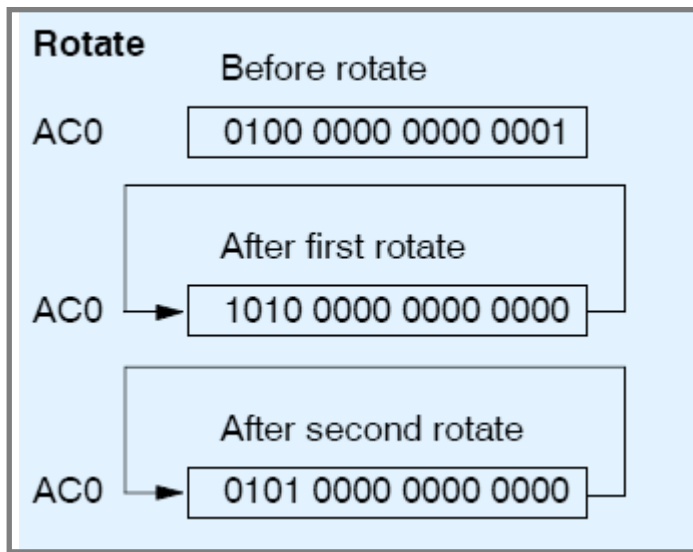 Rotate
Before rotate
AC0 0100 0000 0000 0001
After first rotate
AC0 1010 0000 0000 0000
After second rotate
AC0 0101 0000 0000 0000